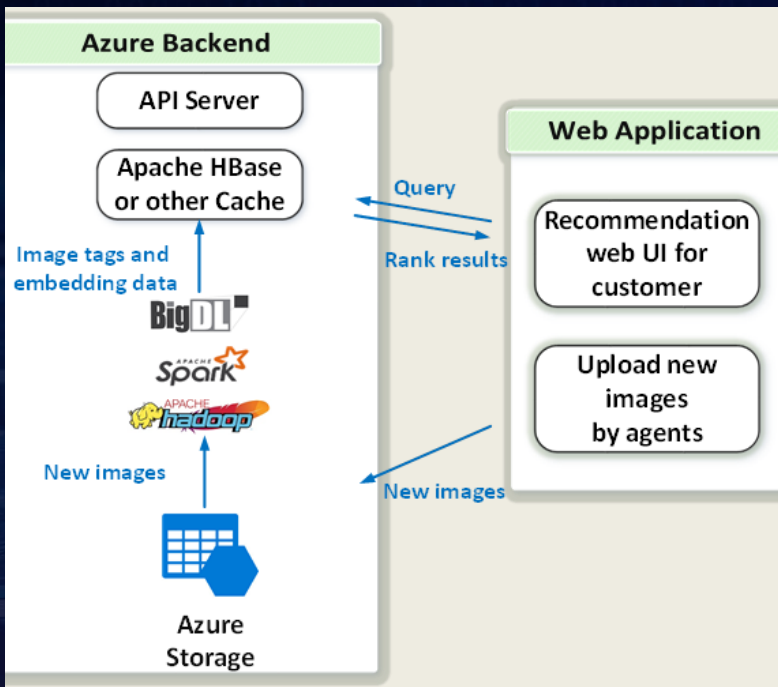 Azure Backend
API Server
Apache HBase
or other Cache
Image tags and
embedding data
BigDL
APACHE
Spark
APACHE
hadoop
New images
Azure
Storage
Query
Rank results
New images
Web Application
Recommendation
web UI for
customer
Upload new
images
by agents